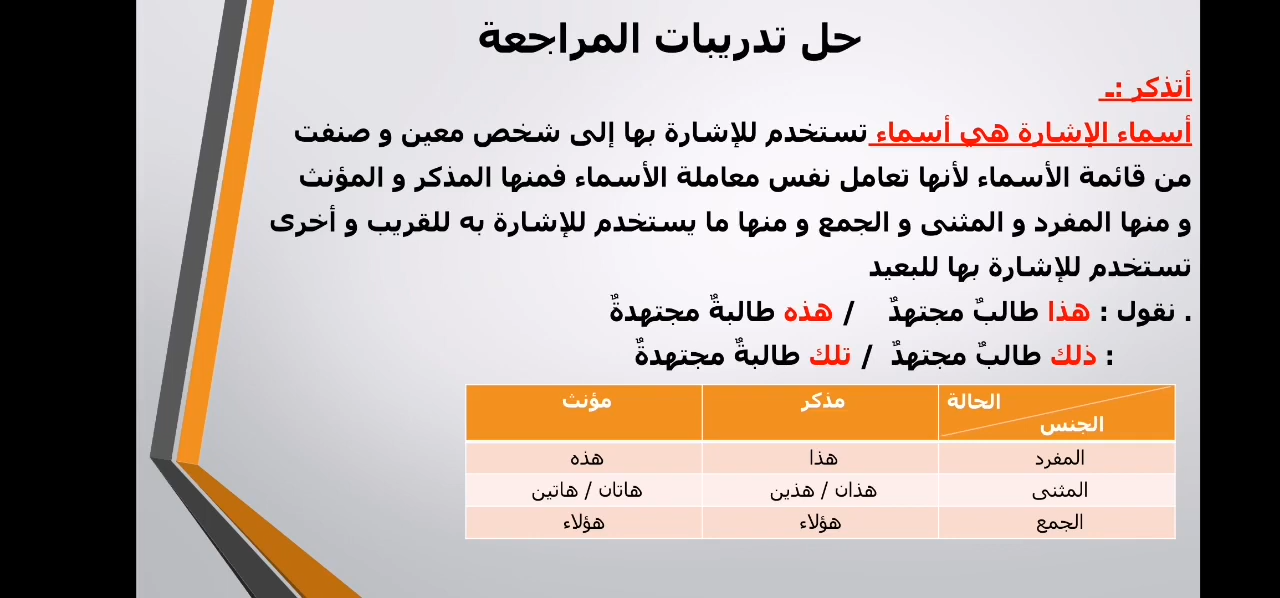 حل تدريبات المراجعة
أتذكر :ـ
أسماء الإشارة هي أسماء تستخدم للإشارة بها إلى شخص معين و صنفت
من قائمة الأسماء لأنها تعامل نفس معاملة الأسماء فمنها المذكر و المؤنث
و منها المفرد و المثنى و الجمع و منها ما يستخدم للإشارة به للقريب و أخرى
تستخدم للإشارة بها للبعيد
. نقول : هذا طالبٌ مجتهدٌ / هذه طالبةٌ مجتهدةٌ
: ذلك طالبٌ مجتهدٌ / تلك طالبةٌ مجتهدةٌ
الحالة
الجنس
مذكر
مؤنث
المفرد هذا هذه
المثنى هذان / هذين هاتان / هاتين
الجمع هؤلاء هؤلاء